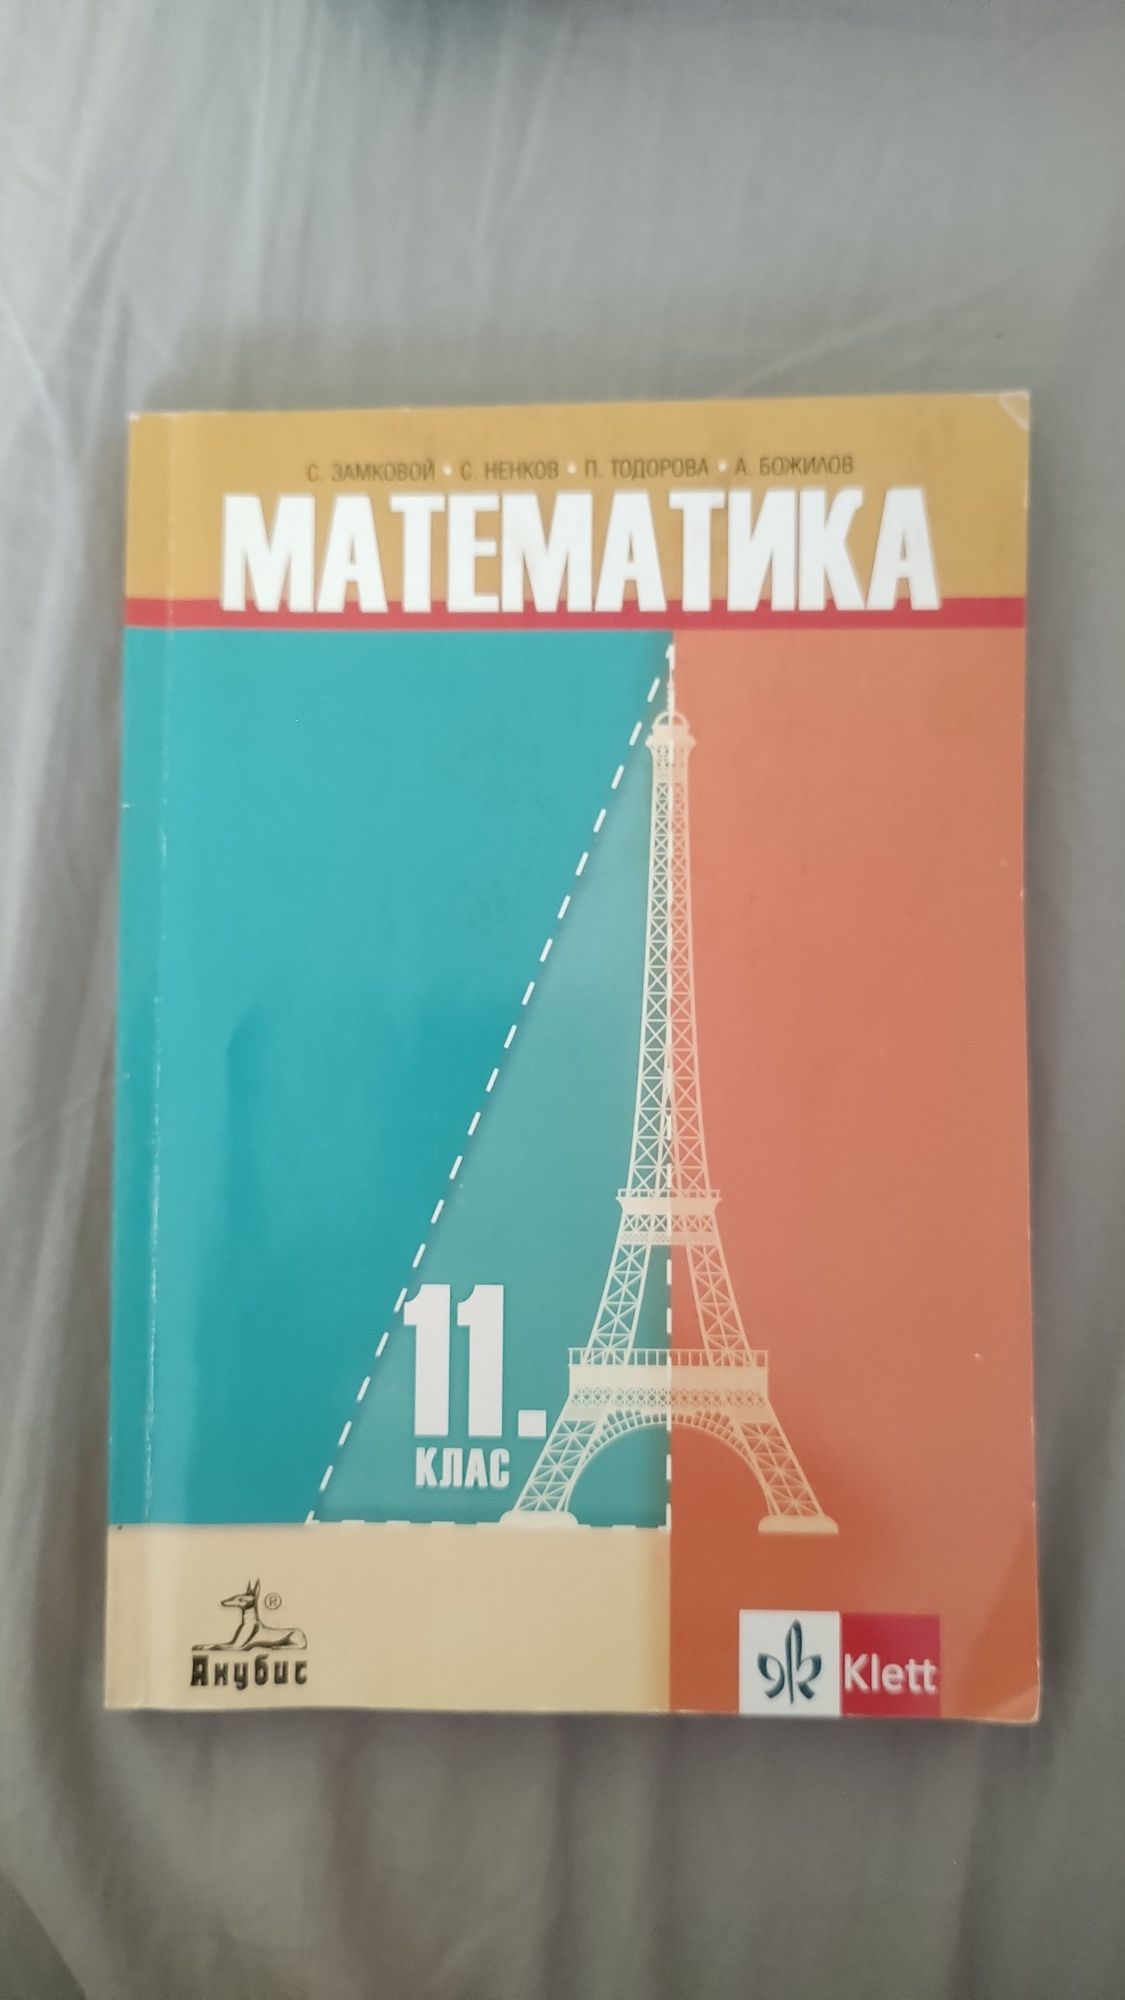 С. ЗАМКОВОЙ • С. НЕНКОВ • П. ТОДОРОВА • А. БОЖИЛОВ
МАТЕМАТИКА
11.
КЛАС
®
Анубис
Klett